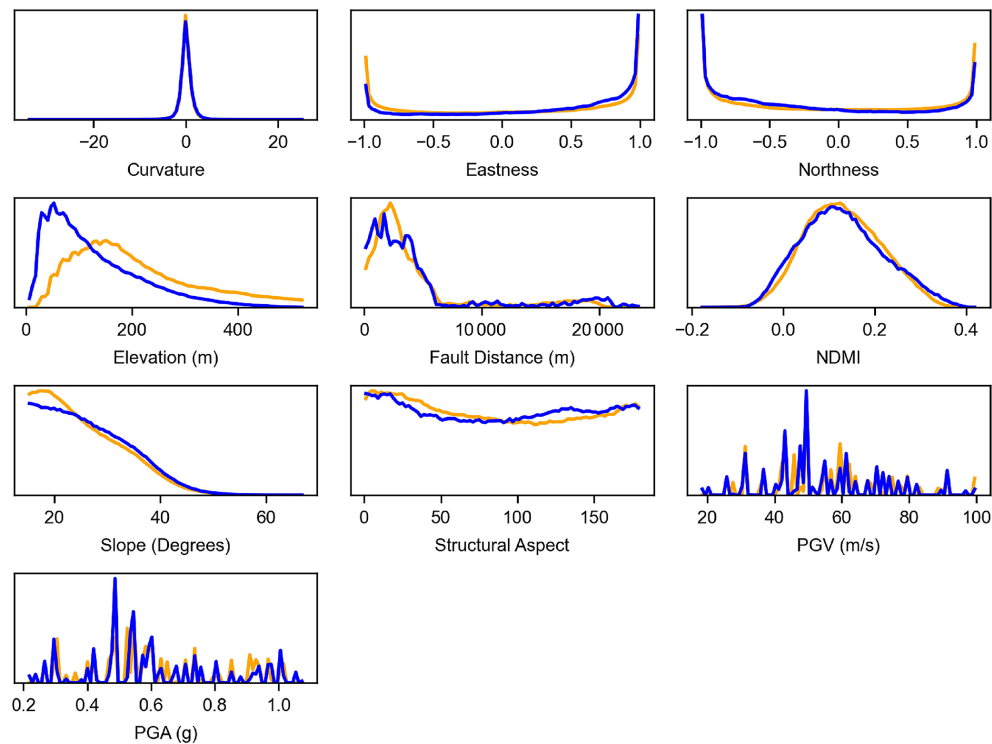 −20 0 20
Curvature
−1.0 −0.5 0.0 0.5 1.0
Eastness
−1.0 −0.5 0.0 0.5 1.0
Northness
0 200 400
Elevation (m)
0 10 000 20 000
Fault Distance (m)
−0.2 0.0 0.2 0.4
NDMI
20 40 60
Slope (Degrees)
0 50 100 150
Structural Aspect
20 40 60 80 100
PGV (m/s)
0.2 0.4 0.6 0.8 1.0
PGA (g)